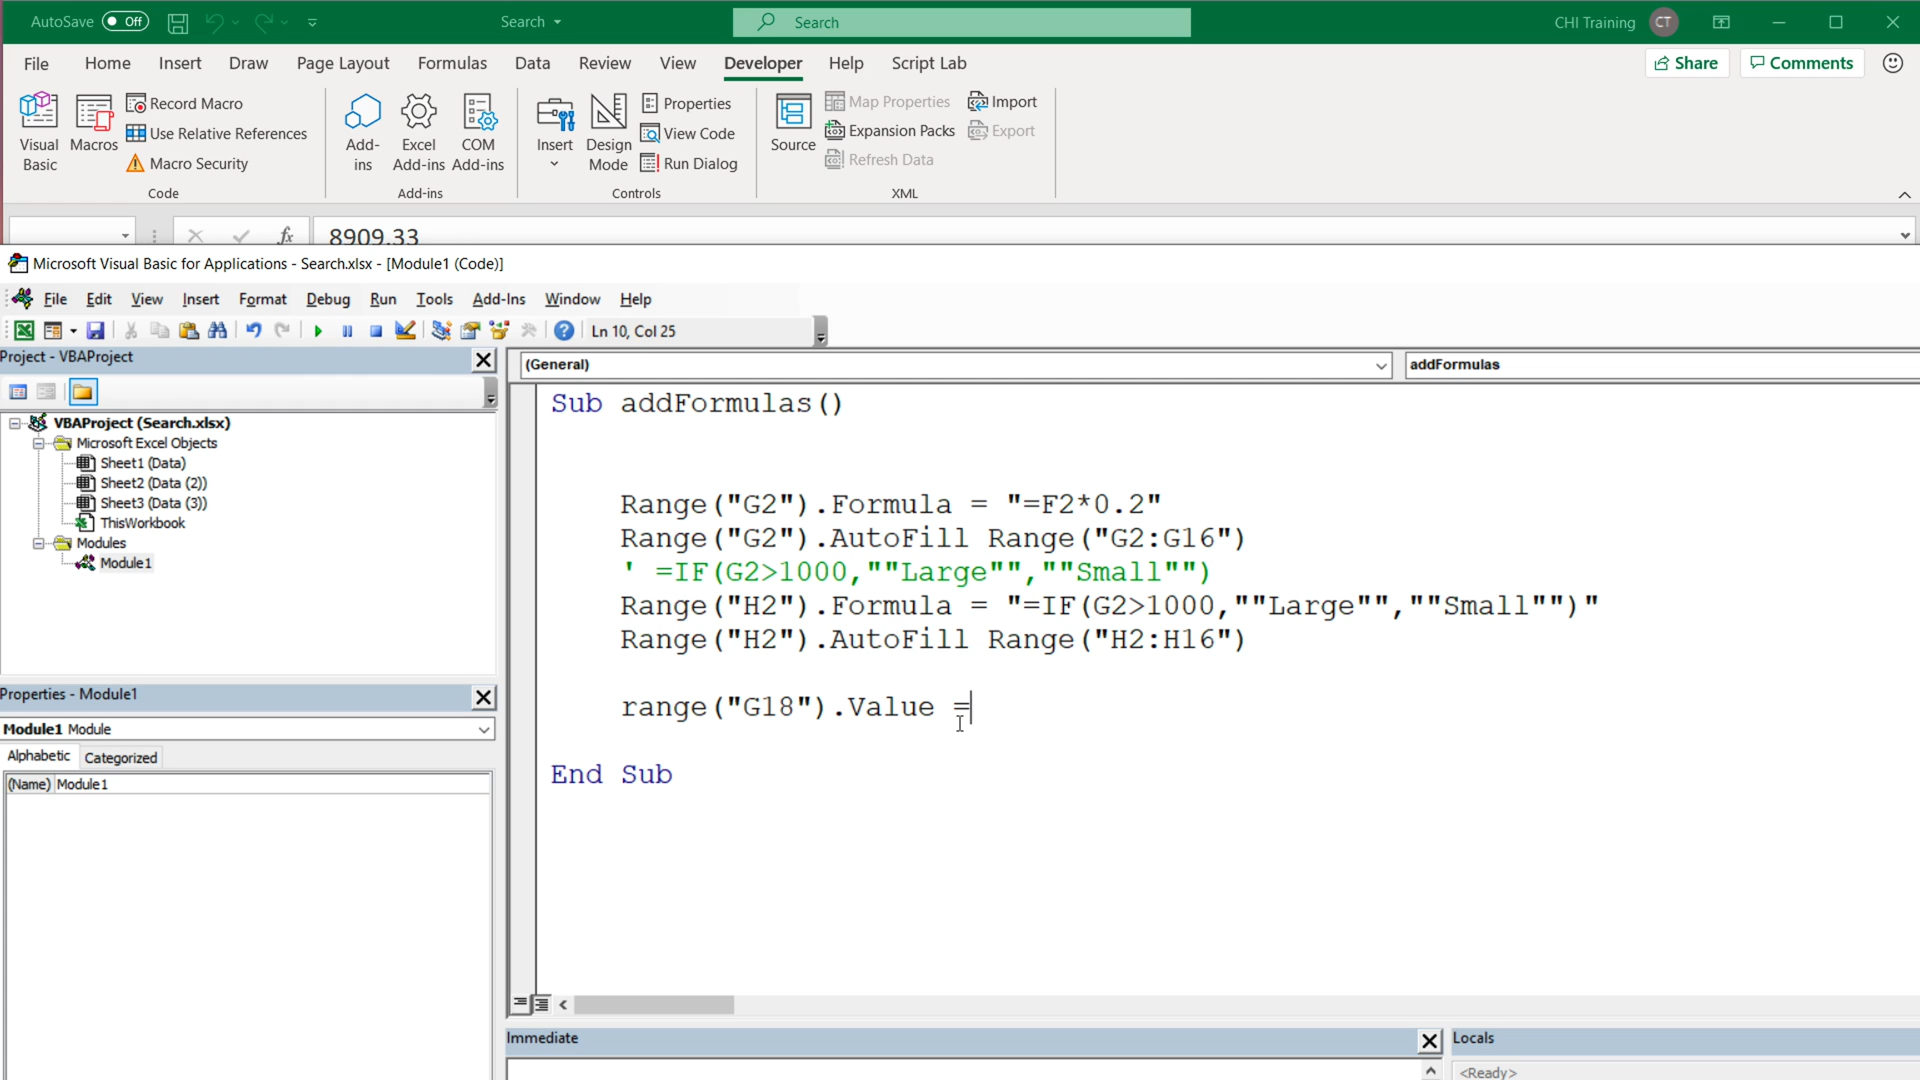 AutoSave Off Search Search CHI Training CT
File Home Insert Draw Page Layout Formulas Data Review View Developer Help Script Lab Share Comments
Visual Basic
Macros
Record Macro
Use Relative References
Macro Security
Code
Add-ins
Excel Add-ins
COM Add-ins
Add-ins
Insert
Design Mode
Properties
View Code
Run Dialog
Controls
Source
Map Properties
Expansion Packs
Refresh Data
Import
Export
XML
fx 8909.33
Microsoft Visual Basic for Applications - Search.xlsx - [Module1 (Code)]
File Edit View Insert Format Debug Run Tools Add-Ins Window Help
Ln 10, Col 25
Project - VBAProject
VBAProject (Search.xlsx)
Microsoft Excel Objects
Sheet1 (Data)
Sheet2 (Data (2))
Sheet3 (Data (3))
ThisWorkbook
Modules
Module1
Properties - Module1
Module1 Module
Alphabetic Categorized
(Name) Module1
(General) addFormulas
Sub addFormulas()
Range("G2").Formula = "=F2*0.2"
Range("G2").AutoFill Range("G2:G16")
' =IF(G2>1000,""Large"",""Small"")
Range("H2").Formula = "=IF(G2>1000,""Large"",""Small"")"
Range("H2").AutoFill Range("H2:H16")
range("G18").Value =
End Sub
Immediate
Locals
<Ready>